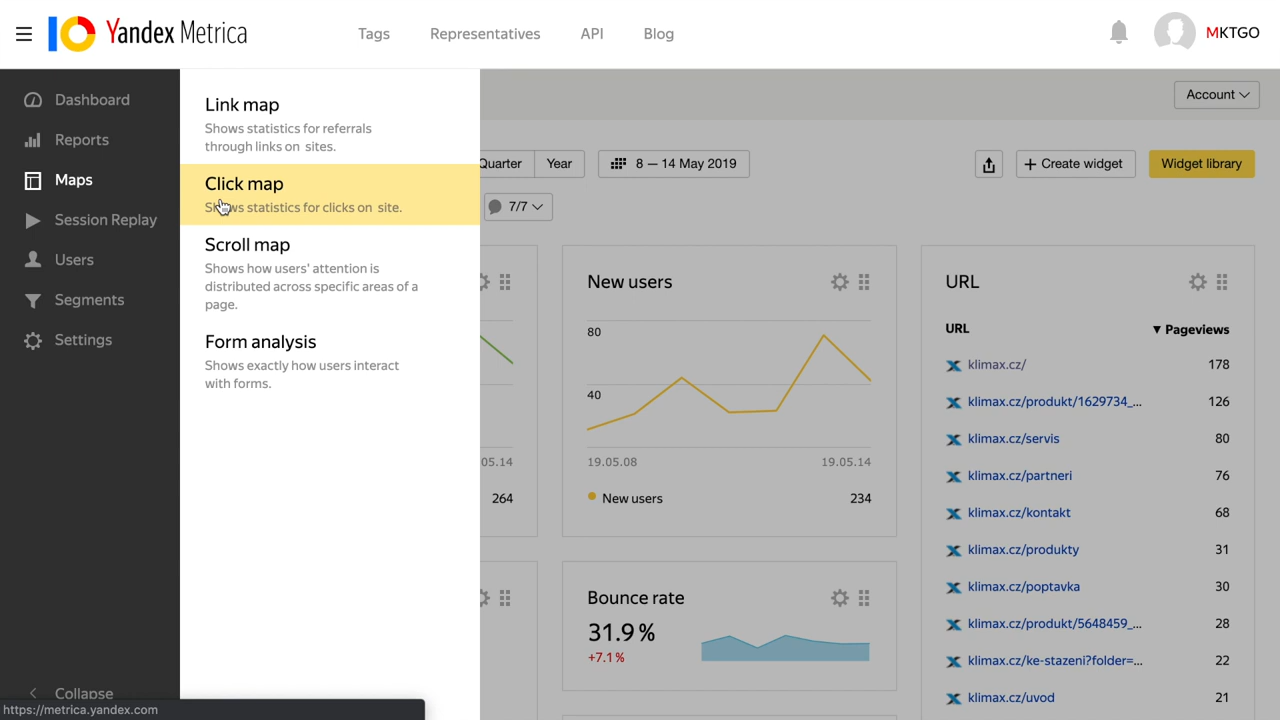 Yandex Metrica
Tags
Representatives
API
Blog
MKTGO
Dashboard
Reports
Maps
Session Replay
Users
Segments
Settings
Collapse
https://metrica.yandex.com
Link map
Shows statistics for referrals
through links on sites.
Click map
statistics for clicks on site.
Scroll map
Shows how users' attention is
distributed across specific areas of a
page.
Form analysis
Shows exactly how users interact
with forms.
Account
Quarter
Year
8 — 14 May 2019
+ Create widget
Widget library
7/7
05.14
264
New users
80
40
19.05.08
19.05.14
New users
234
Bounce rate
31.9 %
+7.1 %
URL
URL
▼ Pageviews
klimax.cz/
178
klimax.cz/produkt/1629734_...
126
klimax.cz/servis
80
klimax.cz/partneri
76
klimax.cz/kontakt
68
klimax.cz/produkty
31
klimax.cz/poptavka
30
klimax.cz/produkt/5648459_...
28
klimax.cz/ke-stazeni?folder=...
22
klimax.cz/uvod
21